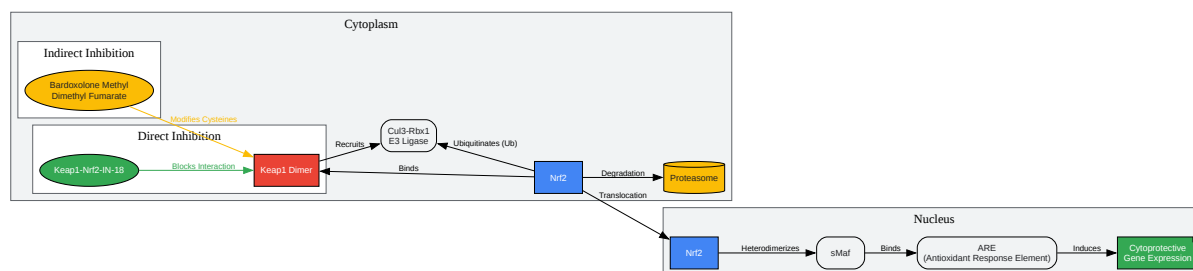 Cytoplasm
Indirect Inhibition
Bardoxolone Methyl
Dimethyl Fumarate
Modifies Cysteines
Direct Inhibition
Keap1-Nrf2-IN-18
Blocks Interaction
Keap1 Dimer
Recruits
Cul3-Rbx1
E3 Ligase
Ubiquitinates (Ub)
Binds
Nrf2
Degradation
Proteasome
Translocation
Nucleus
Nrf2
Heterodimerizes
sMaf
Binds
ARE
(Antioxidant Response Element)
Induces
Cytoprotective
Gene Expression